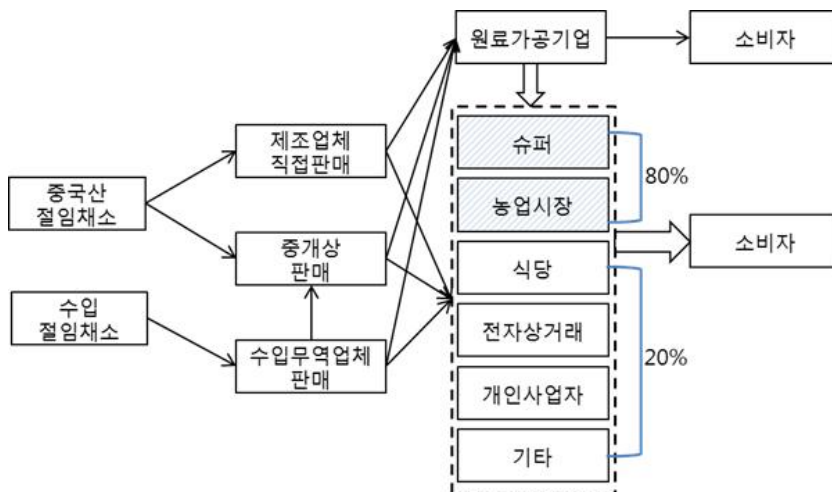 원료가공기업
소비자
제조업체
직접판매
슈퍼
80%
중국산
절임채소
농업시장
중개상
판매
소비자
식당
수입
절임채소
전자상거래
수입무역업체
판매
20%
개인사업자
기타